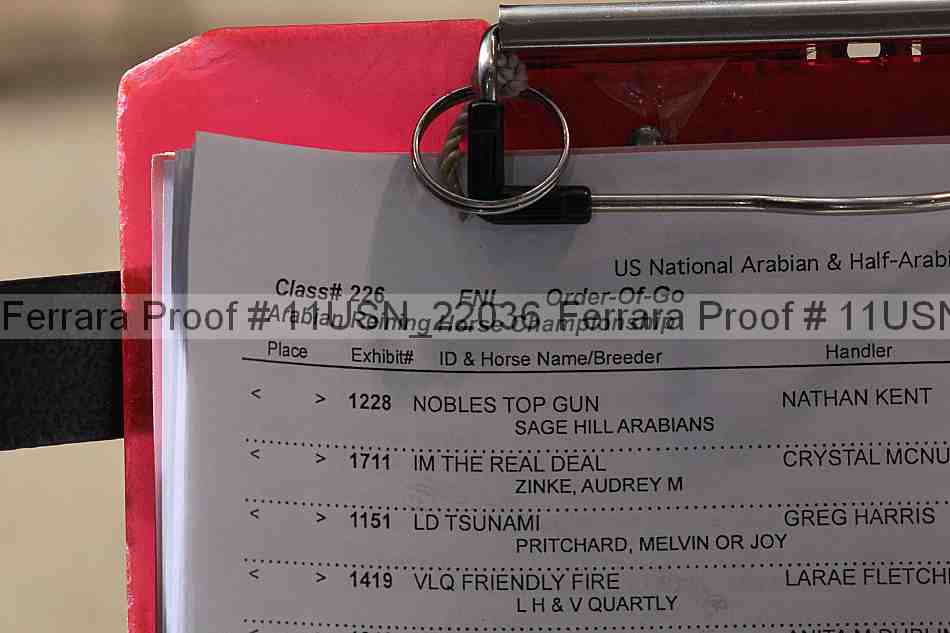 US National Arabian & Half-Arabi
Class# 226 FNL Order-Of-Go
Arabian Reining Horse Championship
Ferrara Proof # 11USN_22036 Ferrara Proof # 11USN
Place Exhibit# ID & Horse Name/Breeder Handler
< > 1228 NOBLES TOP GUN NATHAN KENT
SAGE HILL ARABIANS
< > 1711 IM THE REAL DEAL CRYSTAL MCNU
ZINKE, AUDREY M
< > 1151 LD TSUNAMI GREG HARRIS
PRITCHARD, MELVIN OR JOY
< > 1419 VLQ FRIENDLY FIRE LARAE FLETCH
L H & V QUARTLY